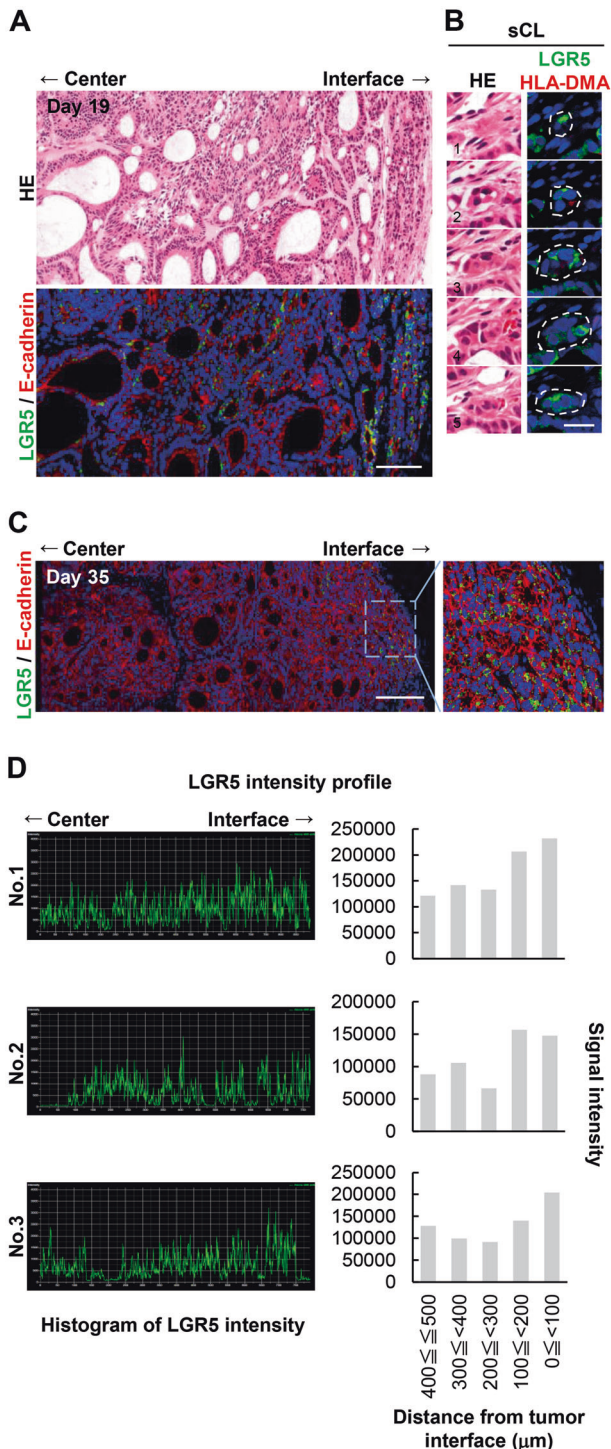 A
← Center Interface →
Day 19
HE
LGR5 / E-cadherin
B
sCL
LGR5
HE HLA-DMA
1
2
3
4
5
C
← Center Interface →
Day 35
LGR5 / E-cadherin
D
LGR5 intensity profile
← Center Interface →
No.1
250000
200000
150000
100000
50000
0
No.2
200000
150000
100000
50000
0
No.3
250000
200000
150000
100000
50000
0
Signal intensity
Histogram of LGR5 intensity
400≦ ≦500
300≦ <400
200≦ <300
100≦ <200
0≦ <100
Distance from tumor
interface (μm)